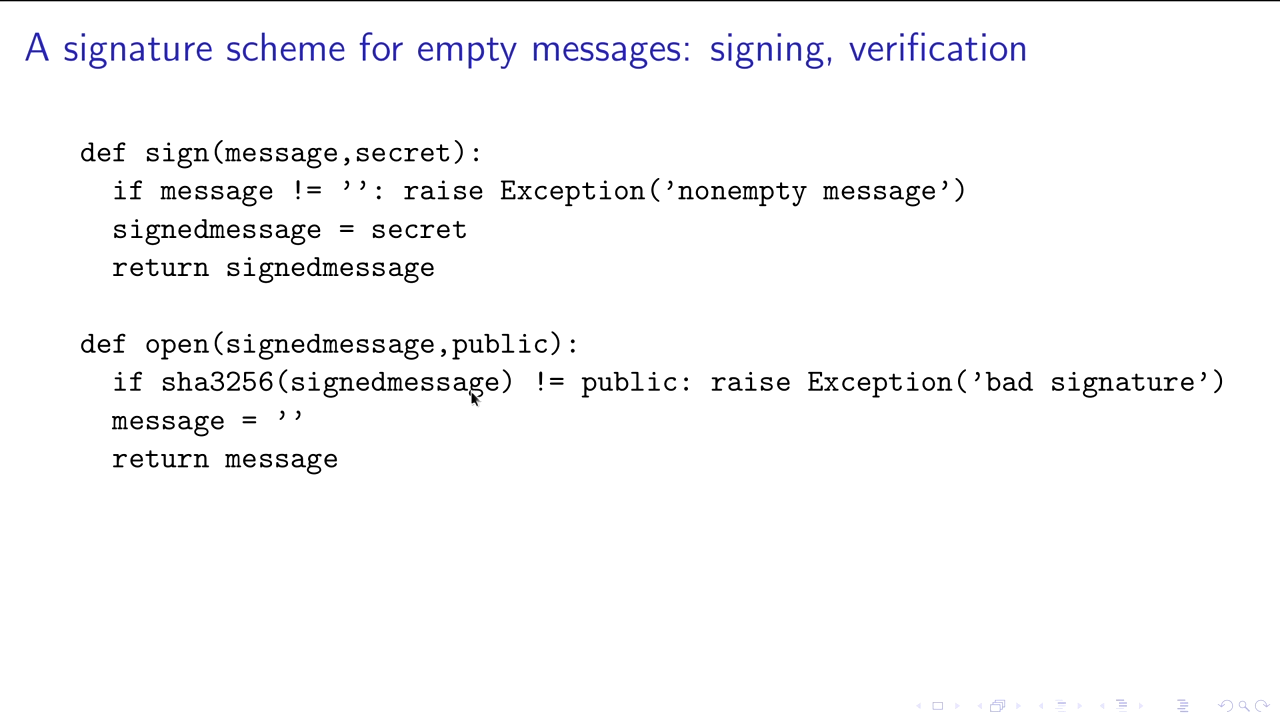 A signature scheme for empty messages: signing, verification
def sign(message,secret):
  if message != ’’: raise Exception(’nonempty message’)
  signedmessage = secret
  return signedmessage
def open(signedmessage,public):
  if sha3256(signedmessage) != public: raise Exception(’bad signature’)
  message = ’’
  return message